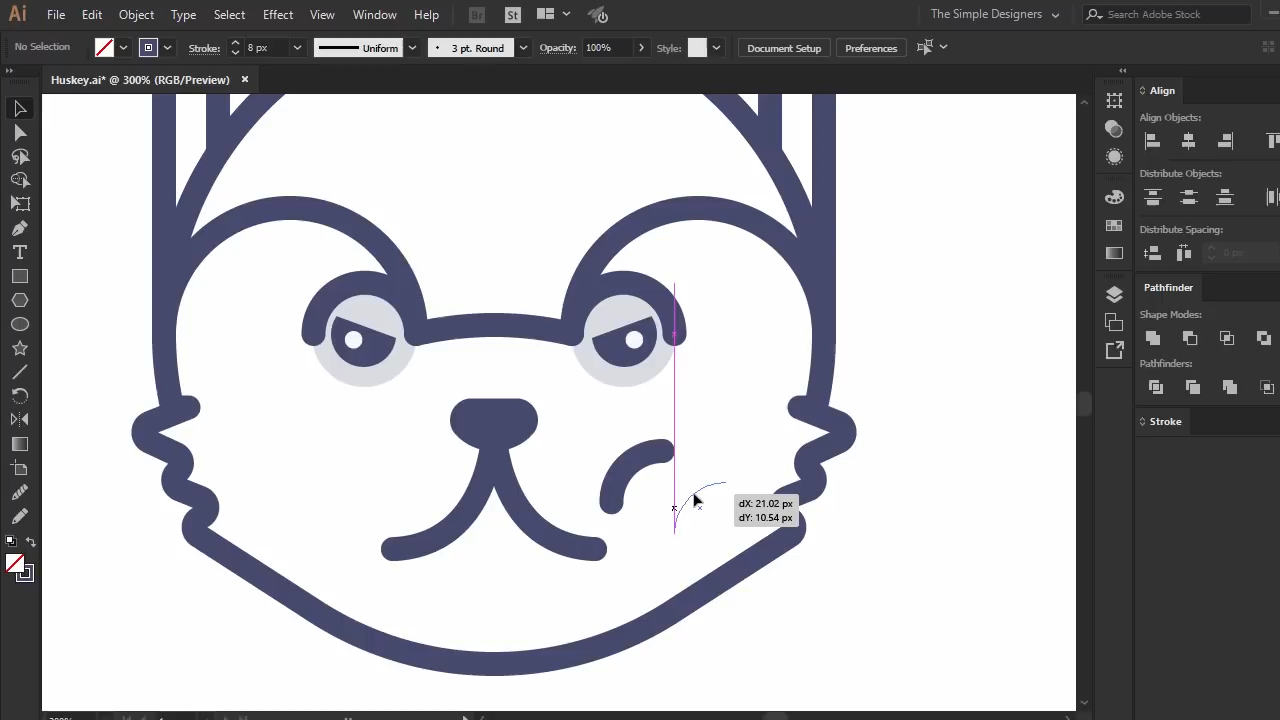 Ai File Edit Object Type Select Effect View Window Help Br St The Simple Designers Search Adobe Stock
No Selection Stroke: 8 px Uniform 3 pt. Round Opacity: 100% Style: Document Setup Preferences
Huskey.ai* @ 300% (RGB/Preview) ×
Align
Align Objects:
Distribute Objects:
Distribute Spacing:
0 px
Pathfinder
Shape Modes:
Pathfinders:
Stroke
dX: 21.02 px
dY: 10.54 px